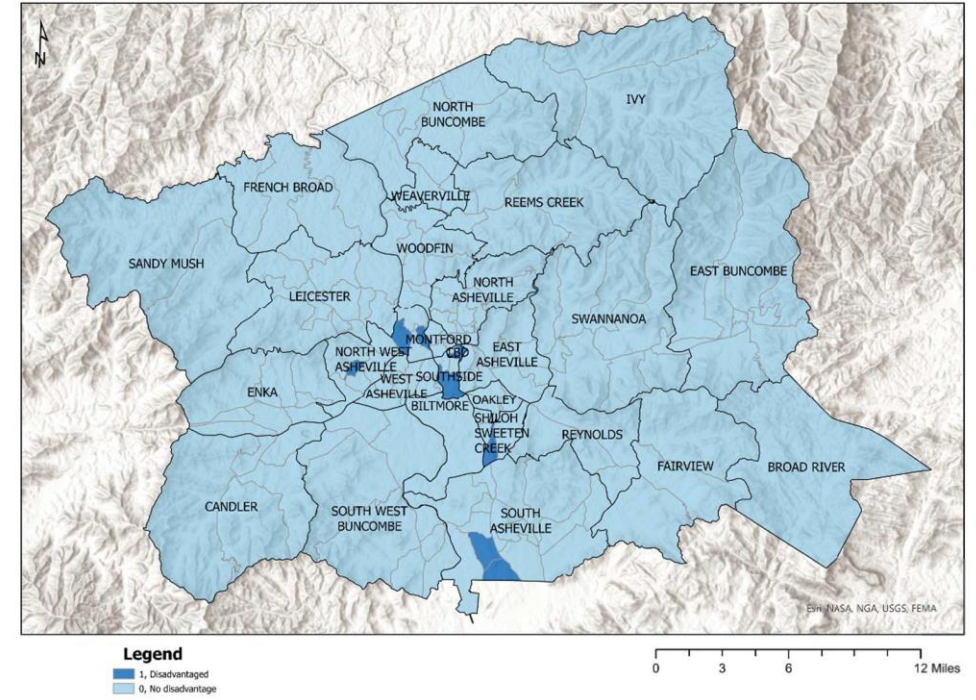 N
NORTH
BUNCOMBE
IVY
FRENCH BROAD
WEAVERVILLE
REEMS CREEK
SANDY MUSH
WOODFIN
LEICESTER
NORTH
ASHEVILLE
EAST BUNCOMBE
SWANNANOA
MONTFORD
CBD
NORTH WEST
ASHEVILLE
EAST
ASHEVILLE
WEST
ASHEVILLE
SOUTHSIDE
ENKA
BILTMORE
OAKLEY
SHILOH
SWEETEN
CREEK
REYNOLDS
FAIRVIEW
BROAD RIVER
CANDLER
SOUTH WEST
BUNCOMBE
SOUTH
ASHEVILLE
Esri, NASA, NGA, USGS, FEMA
Legend
1, Disadvantaged
0, No disadvantage
0 3 6 12 Miles